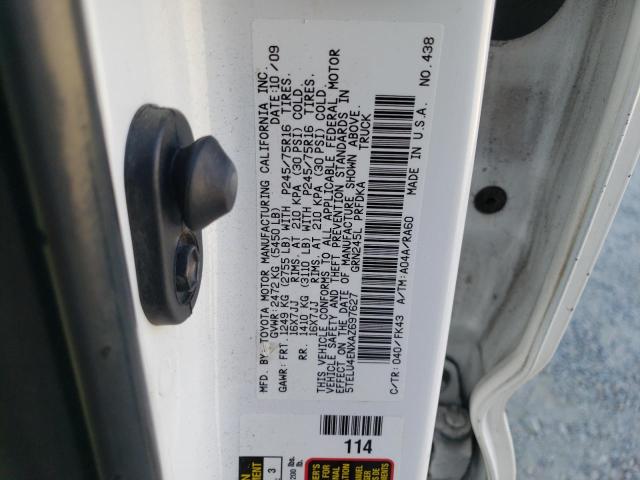 MFD. BY: TOYOTA MOTOR MANUFACTURING CALIFORNIA INC.
GVWR: 2472 KG (5450 LB) DATE: 10/09
GAWR: FRT. 1249 KG (2755 LB) WITH P245/75R16 TIRES.
16X7JJ RIMS. AT 210 KPA (30 PSI) COLD.
RR. 1410 KG (3110 LB) WITH P245/75R16 TIRES.
16X7JJ RIMS. AT 210 KPA (30 PSI) COLD.
THIS VEHICLE CONFORMS TO ALL APPLICABLE FEDERAL MOTOR
VEHICLE SAFETY AND THEFT PREVENTION STANDARDS IN
EFFECT ON THE DATE OF MANUFACTURE SHOWN ABOVE.
5TELU4ENXAZ697627 GRN245L PRFDKA
TRUCK
C/TR: 040/FK43 A/TM: A04A/RA60 MADE IN U.S.A. NO. 438
114
3
200 lbs.